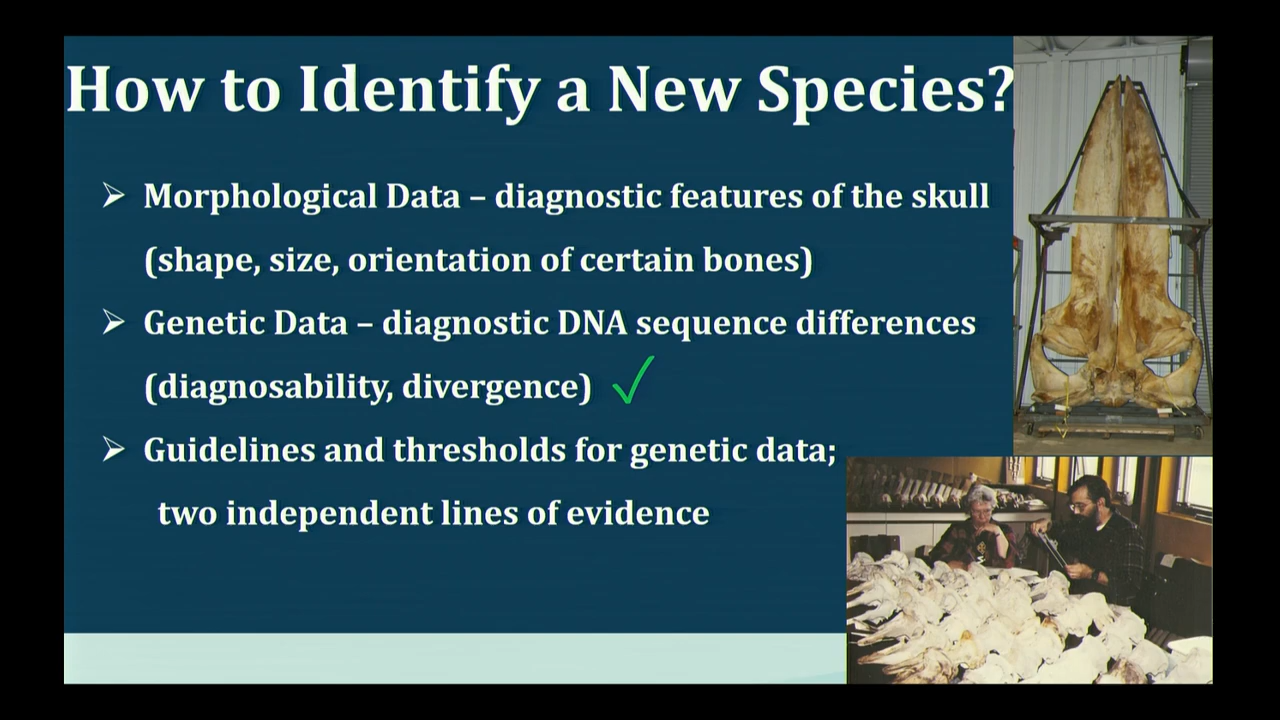 How to Identify a New Species?
➢ Morphological Data – diagnostic features of the skull
(shape, size, orientation of certain bones)
➢ Genetic Data – diagnostic DNA sequence differences
(diagnosability, divergence) ✓
➢ Guidelines and thresholds for genetic data;
two independent lines of evidence